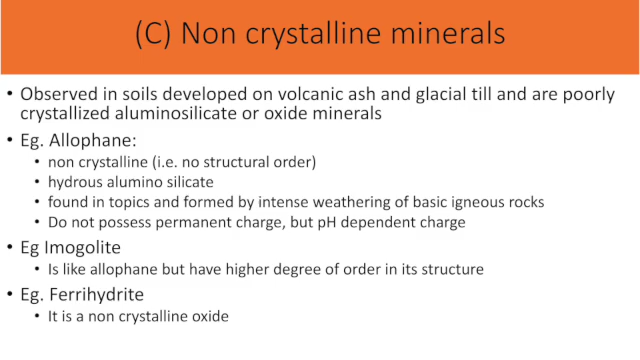 (C) Non crystalline minerals
• Observed in soils developed on volcanic ash and glacial till and are poorly
crystallized aluminosilicate or oxide minerals
• Eg. Allophane:
• non crystalline (i.e. no structural order)
• hydrous alumino silicate
• found in topics and formed by intense weathering of basic igneous rocks
• Do not possess permanent charge, but pH dependent charge
• Eg Imogolite
• Is like allophane but have higher degree of order in its structure
• Eg. Ferrihydrite
• It is a non crystalline oxide